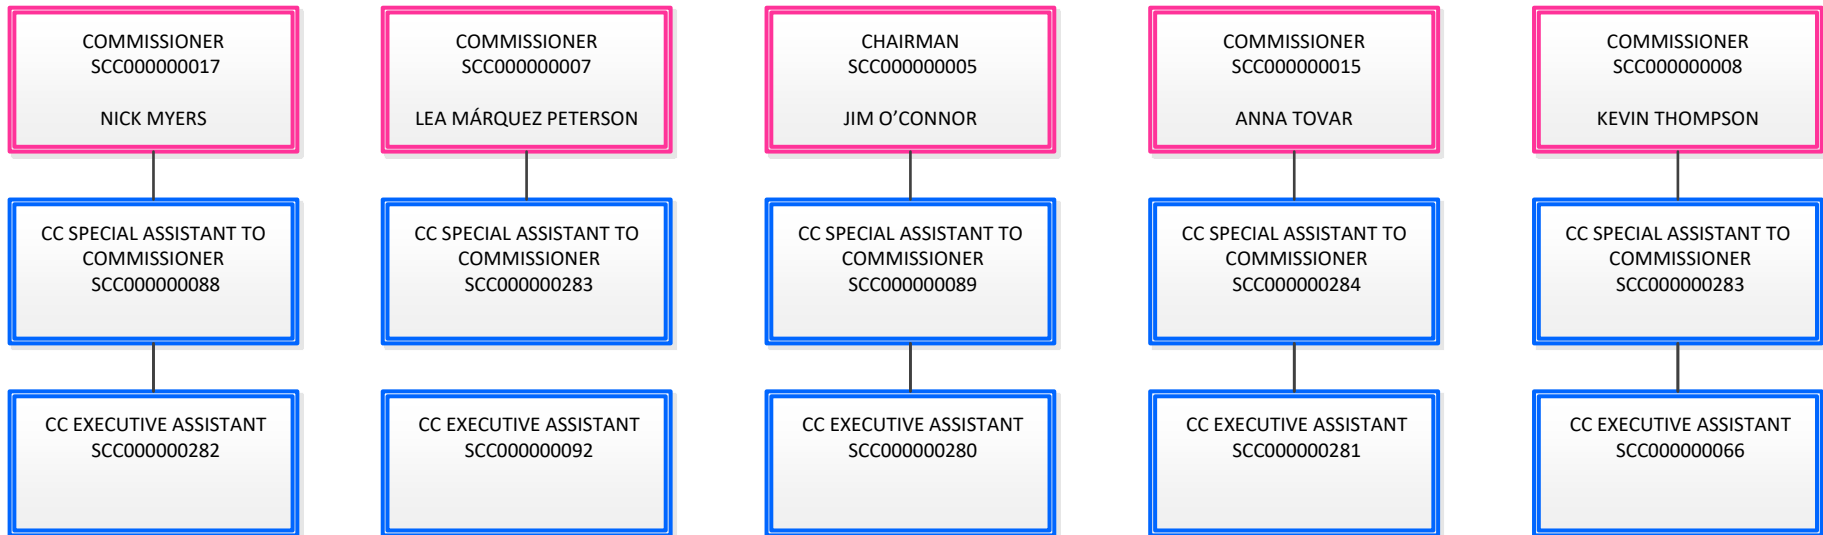 COMMISSIONER
SCC000000017
NICK MYERS
COMMISSIONER
SCC000000007
LEA MÁRQUEZ PETERSON
CHAIRMAN
SCC000000005
JIM O’CONNOR
COMMISSIONER
SCC000000015
ANNA TOVAR
COMMISSIONER
SCC000000008
KEVIN THOMPSON
CC SPECIAL ASSISTANT TO
COMMISSIONER
SCC000000088
CC SPECIAL ASSISTANT TO
COMMISSIONER
SCC000000283
CC SPECIAL ASSISTANT TO
COMMISSIONER
SCC000000089
CC SPECIAL ASSISTANT TO
COMMISSIONER
SCC000000284
CC SPECIAL ASSISTANT TO
COMMISSIONER
SCC000000283
CC EXECUTIVE ASSISTANT
SCC000000282
CC EXECUTIVE ASSISTANT
SCC000000092
CC EXECUTIVE ASSISTANT
SCC000000280
CC EXECUTIVE ASSISTANT
SCC000000281
CC EXECUTIVE ASSISTANT
SCC000000066